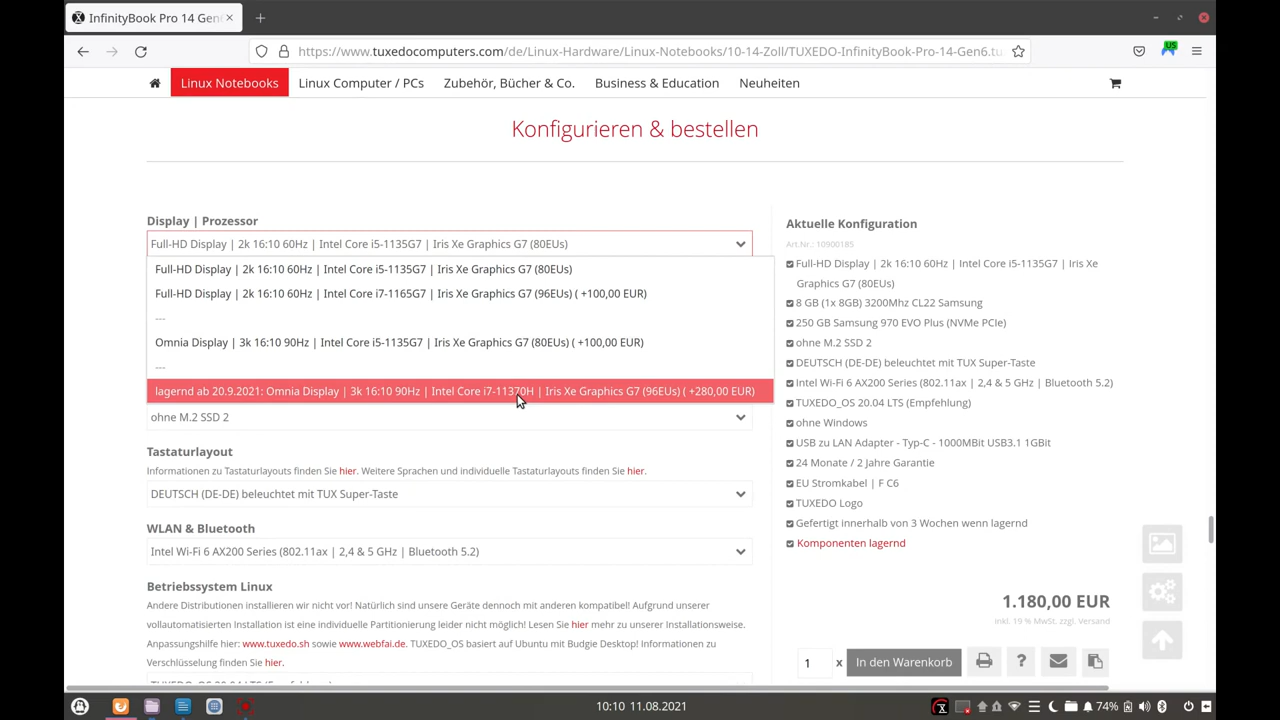 InfinityBook Pro 14 Gen
https://www.tuxedocomputers.com/de/Linux-Hardware/Linux-Notebooks/10-14-Zoll/TUXEDO-InfinityBook-Pro-14-Gen6.tu
US
Linux Notebooks
Linux Computer / PCs
Zubehör, Bücher & Co.
Business & Education
Neuheiten
Konfigurieren & bestellen
Display | Prozessor
Full-HD Display | 2k 16:10 60Hz | Intel Core i5-1135G7 | Iris Xe Graphics G7 (80EUs)
Full-HD Display | 2k 16:10 60Hz | Intel Core i5-1135G7 | Iris Xe Graphics G7 (80EUs)
Full-HD Display | 2k 16:10 60Hz | Intel Core i7-1165G7 | Iris Xe Graphics G7 (96EUs) ( +100,00 EUR)
---
Omnia Display | 3k 16:10 90Hz | Intel Core i5-1135G7 | Iris Xe Graphics G7 (80EUs) ( +100,00 EUR)
---
lagernd ab 20.9.2021: Omnia Display | 3k 16:10 90Hz | Intel Core i7-11370H | Iris Xe Graphics G7 (96EUs) ( +280,00 EUR)
ohne M.2 SSD 2
Tastaturlayout
Informationen zu Tastaturlayouts finden Sie hier. Weitere Sprachen und individuelle Tastaturlayouts finden Sie hier.
DEUTSCH (DE-DE) beleuchtet mit TUX Super-Taste
WLAN & Bluetooth
Intel Wi-Fi 6 AX200 Series (802.11ax | 2,4 & 5 GHz | Bluetooth 5.2)
Betriebssystem Linux
Andere Distributionen installieren wir nicht vor! Natürlich sind unsere Geräte dennoch mit anderen kompatibel! Aufgrund unserer
vollautomatisierten Installation ist eine individuelle Partitionierung leider nicht möglich! Lesen Sie hier mehr zu unserer Installationsweise.
Anpassungshilfe hier: www.tuxedo.sh sowie www.webfai.de. TUXEDO_OS basiert auf Ubuntu mit Budgie Desktop! Informationen zu
Verschlüsselung finden Sie hier.
TUXEDO_OS 20.04 LTS (Empfehlung)
Aktuelle Konfiguration
Art.Nr.: 10900185
Full-HD Display | 2k 16:10 60Hz | Intel Core i5-1135G7 | Iris Xe
Graphics G7 (80EUs)
8 GB (1x 8GB) 3200Mhz CL22 Samsung
250 GB Samsung 970 EVO Plus (NVMe PCIe)
ohne M.2 SSD 2
DEUTSCH (DE-DE) beleuchtet mit TUX Super-Taste
Intel Wi-Fi 6 AX200 Series (802.11ax | 2,4 & 5 GHz | Bluetooth 5.2)
TUXEDO_OS 20.04 LTS (Empfehlung)
ohne Windows
USB zu LAN Adapter - Typ-C - 1000MBit USB3.1 1GBit
24 Monate / 2 Jahre Garantie
EU Stromkabel | F C6
TUXEDO Logo
Gefertigt innerhalb von 3 Wochen wenn lagernd
Komponenten lagernd
1.180,00 EUR
inkl. 19 % MwSt. zzgl. Versand
1 x In den Warenkorb ?
10:10 11.08.2021
74%